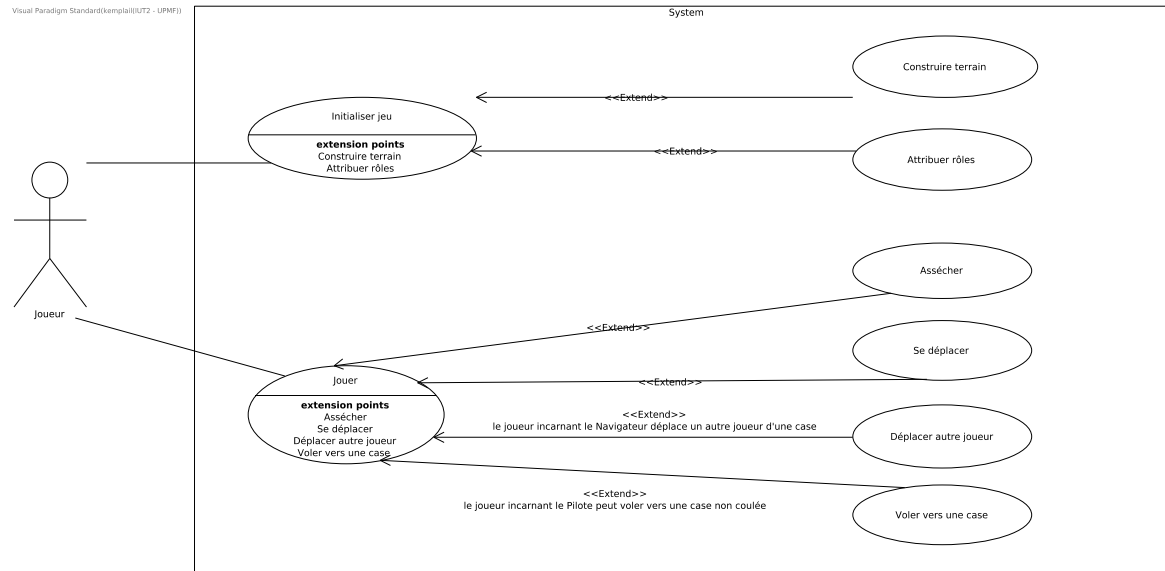 Visual Paradigm Standard(kemplail(IUT2 - UPMF))
System
Construire terrain
<<Extend>>
Initialiser jeu
extension points
Construire terrain
Attribuer rôles
<<Extend>>
Attribuer rôles
Joueur
Assécher
<<Extend>>
Se déplacer
<<Extend>>
Jouer
extension points
Assécher
Se déplacer
Déplacer autre joueur
Voler vers une case
<<Extend>>
le joueur incarnant le Navigateur déplace un autre joueur d'une case
Déplacer autre joueur
<<Extend>>
le joueur incarnant le Pilote peut voler vers une case non coulée
Voler vers une case